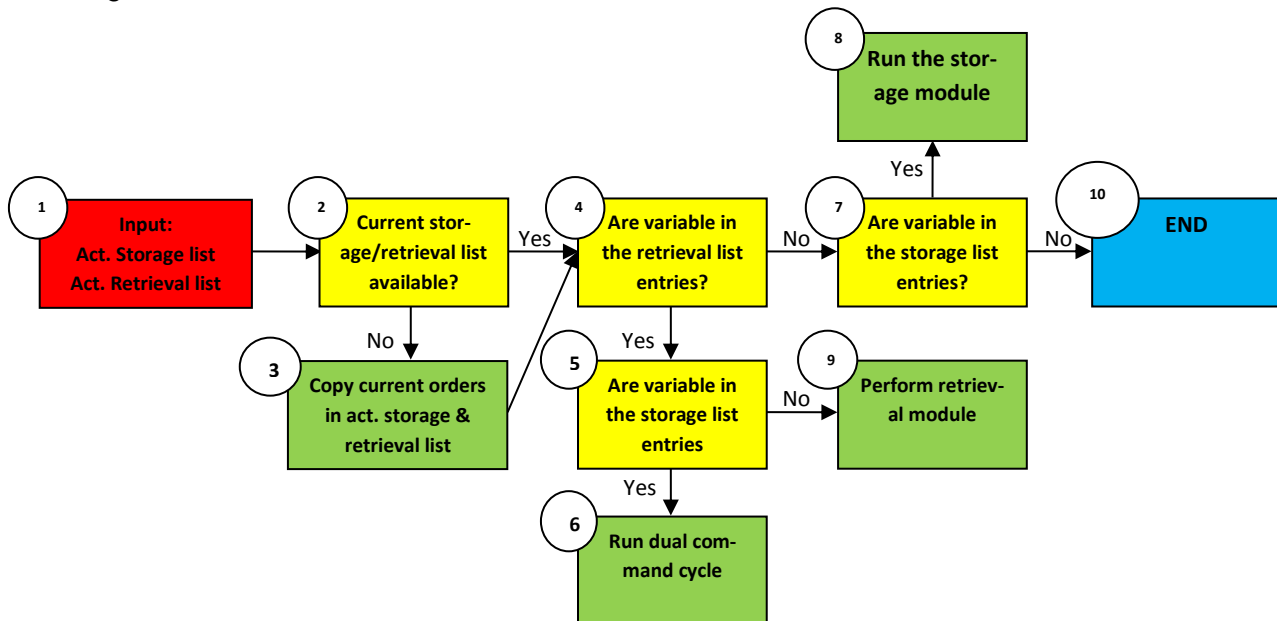 8
Run the stor-
age module
Yes
1
Input:
Act. Storage list
Act. Retrieval list
2
Current stor-
age/retrieval list
available?
Yes
4
Are variable in
the retrieval list
entries?
No
7
Are variable in
the storage list
entries?
No
10
END
No
3
Copy current orders
in act. storage &
retrieval list
Yes
5
Are variable in
the storage list
entries
No
9
Perform retriev-
al module
Yes
6
Run dual com-
mand cycle